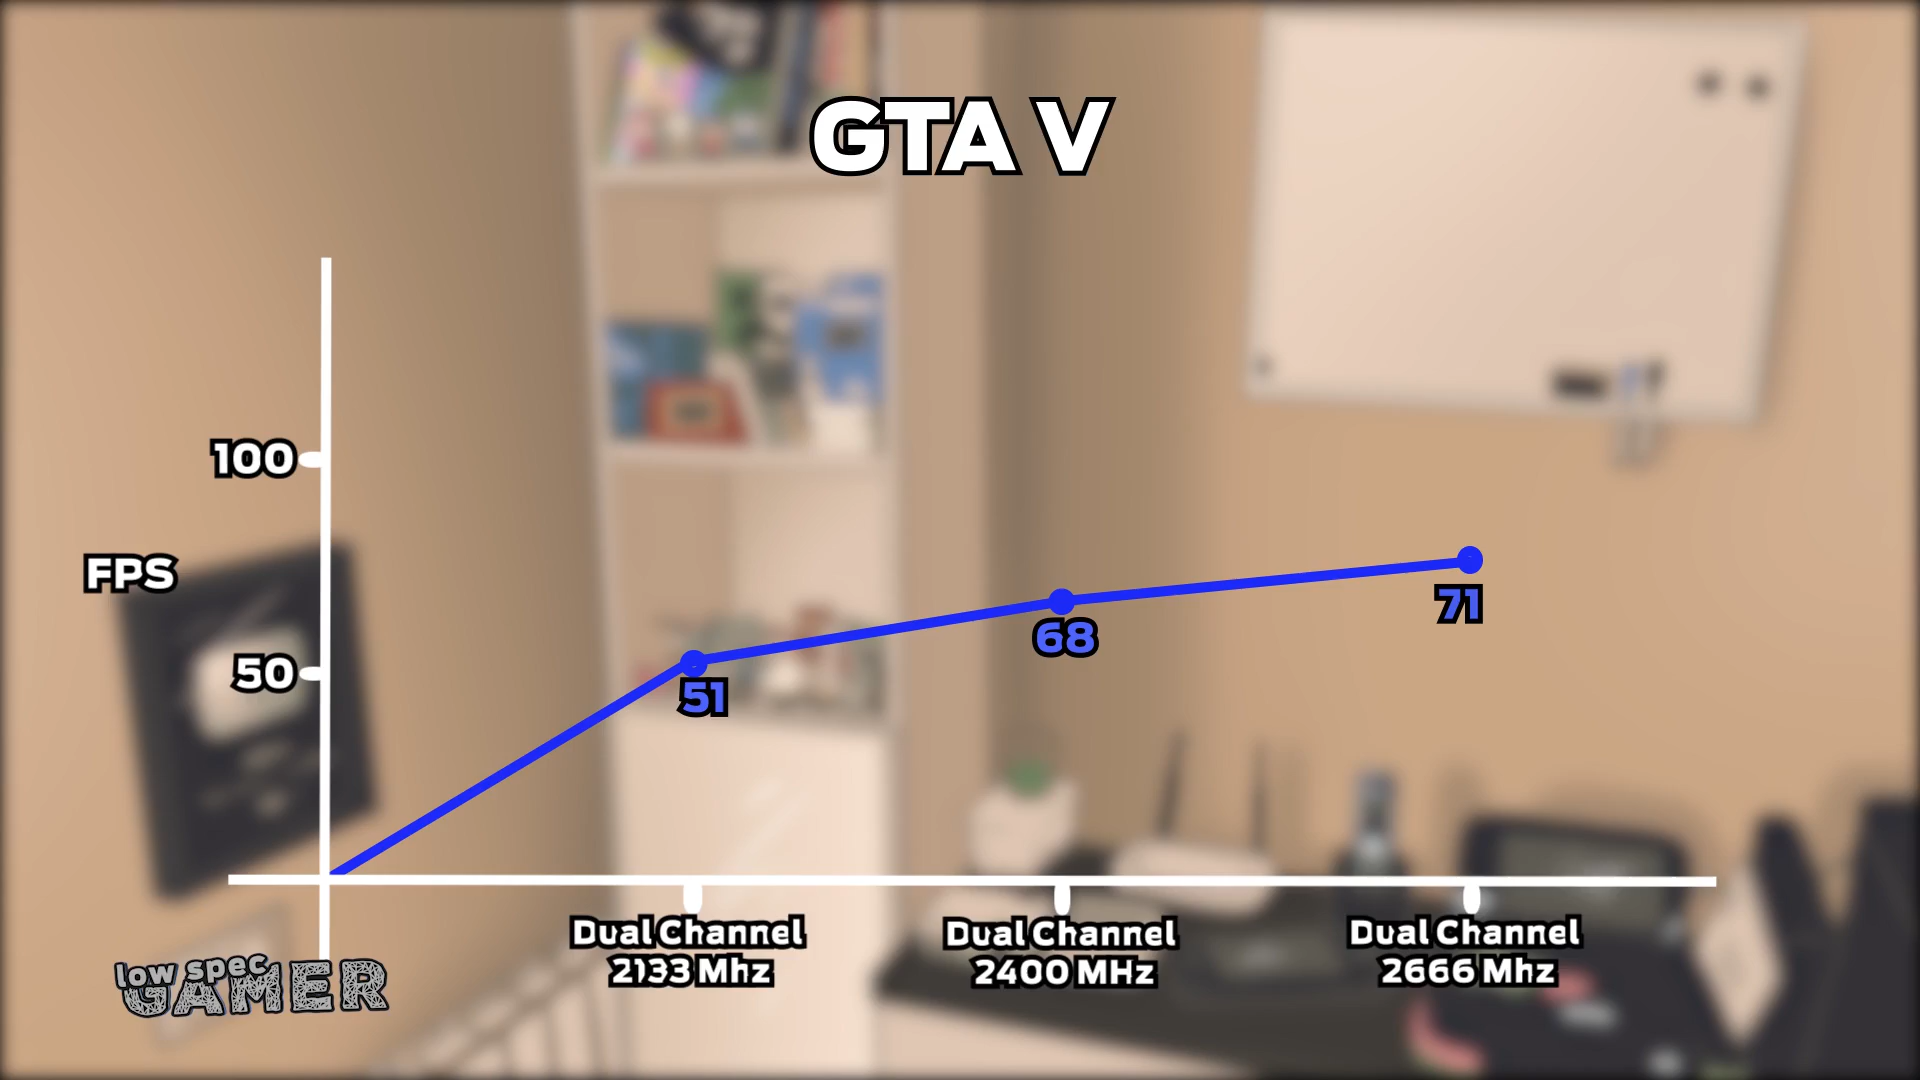 GTA V
100
FPS
50
51
68
71
Dual Channel
2133 Mhz
Dual Channel
2400 MHz
Dual Channel
2666 Mhz
low spec
GAMER